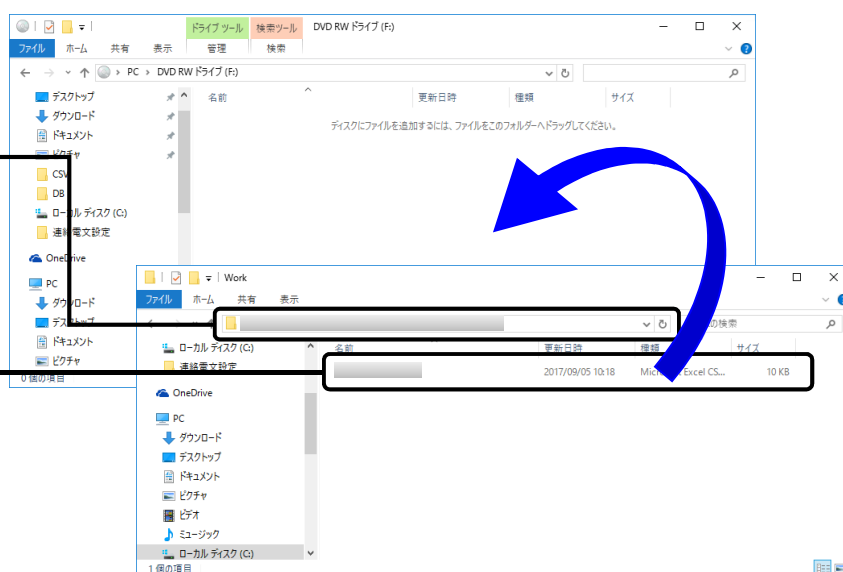 ドライブ ツール 検索ツール DVD RW ドライブ (F:)
ファイル ホーム 共有 表示 管理 検索
PC › DVD RW ドライブ (F:)
名前 更新日時 種類 サイズ
ディスクにファイルを追加するには、ファイルをこのフォルダーへドラッグしてください。
デスクトップ
ダウンロード
ドキュメント
ピクチャ
CSV
DB
ローカル ディスク (C:)
連絡電文設定
OneDrive
PC
ダウンロード
デスクトップ
ドキュメント
ピクチャ
0 個の項目
Work
ファイル ホーム 共有 表示
の検索
名前 更新日時 種類 サイズ
2017/09/05 10:18 Microsoft Excel CS... 10 KB
ローカル ディスク (C:)
連絡電文設定
OneDrive
PC
ダウンロード
デスクトップ
ドキュメント
ピクチャ
ビデオ
ミュージック
ローカル ディスク (C:)
1 個の項目